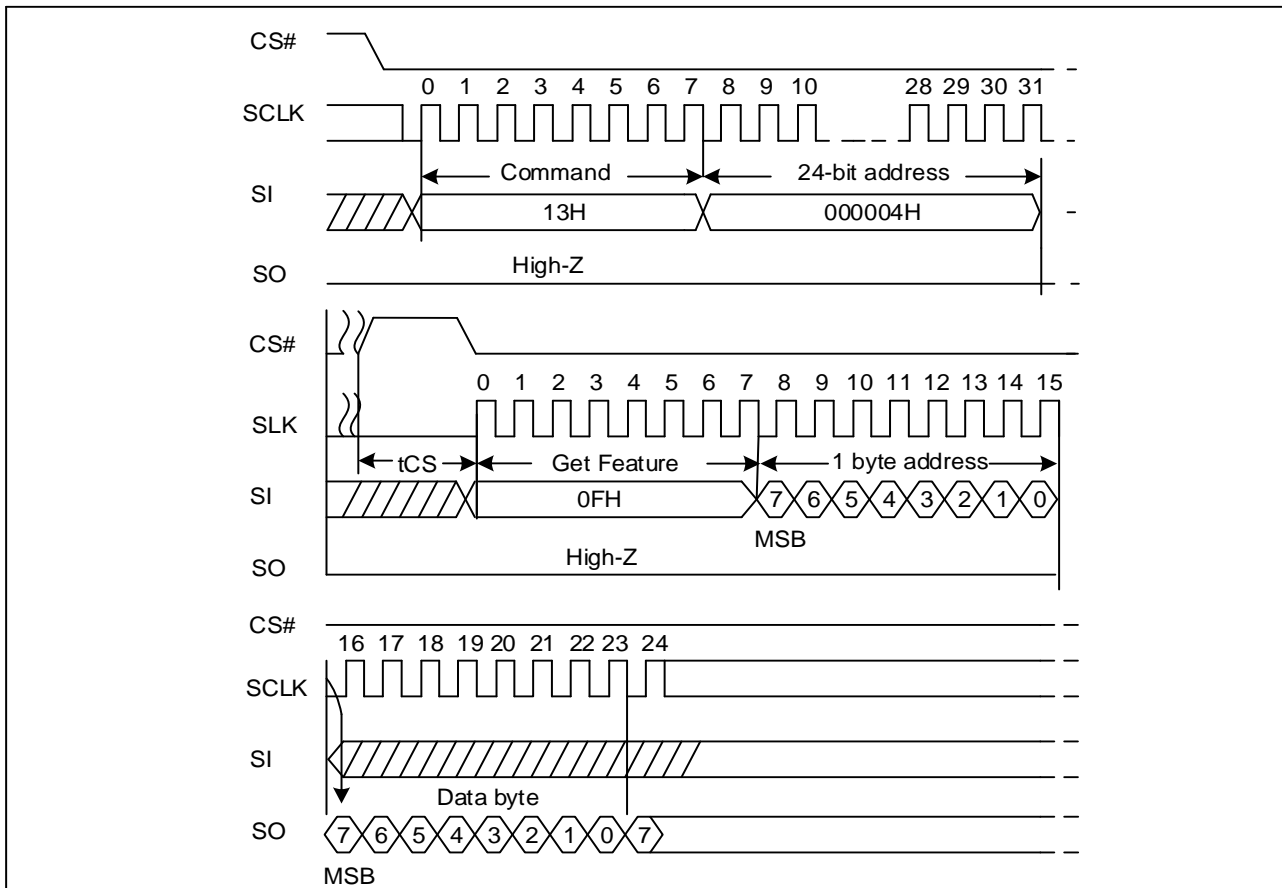 CS#
0 1 2 3 4 5 6 7 8 9 10 28 29 30 31
SCLK
Command 24-bit address
SI
13H 000004H
High-Z
SO
CS#
0 1 2 3 4 5 6 7 8 9 10 11 12 13 14 15
SLK
tCS Get Feature 1 byte address
SI
0FH 7 6 5 4 3 2 1 0
MSB
High-Z
SO
CS#
16 17 18 19 20 21 22 23 24
SCLK
SI
Data byte
SO 7 6 5 4 3 2 1 0 7
MSB